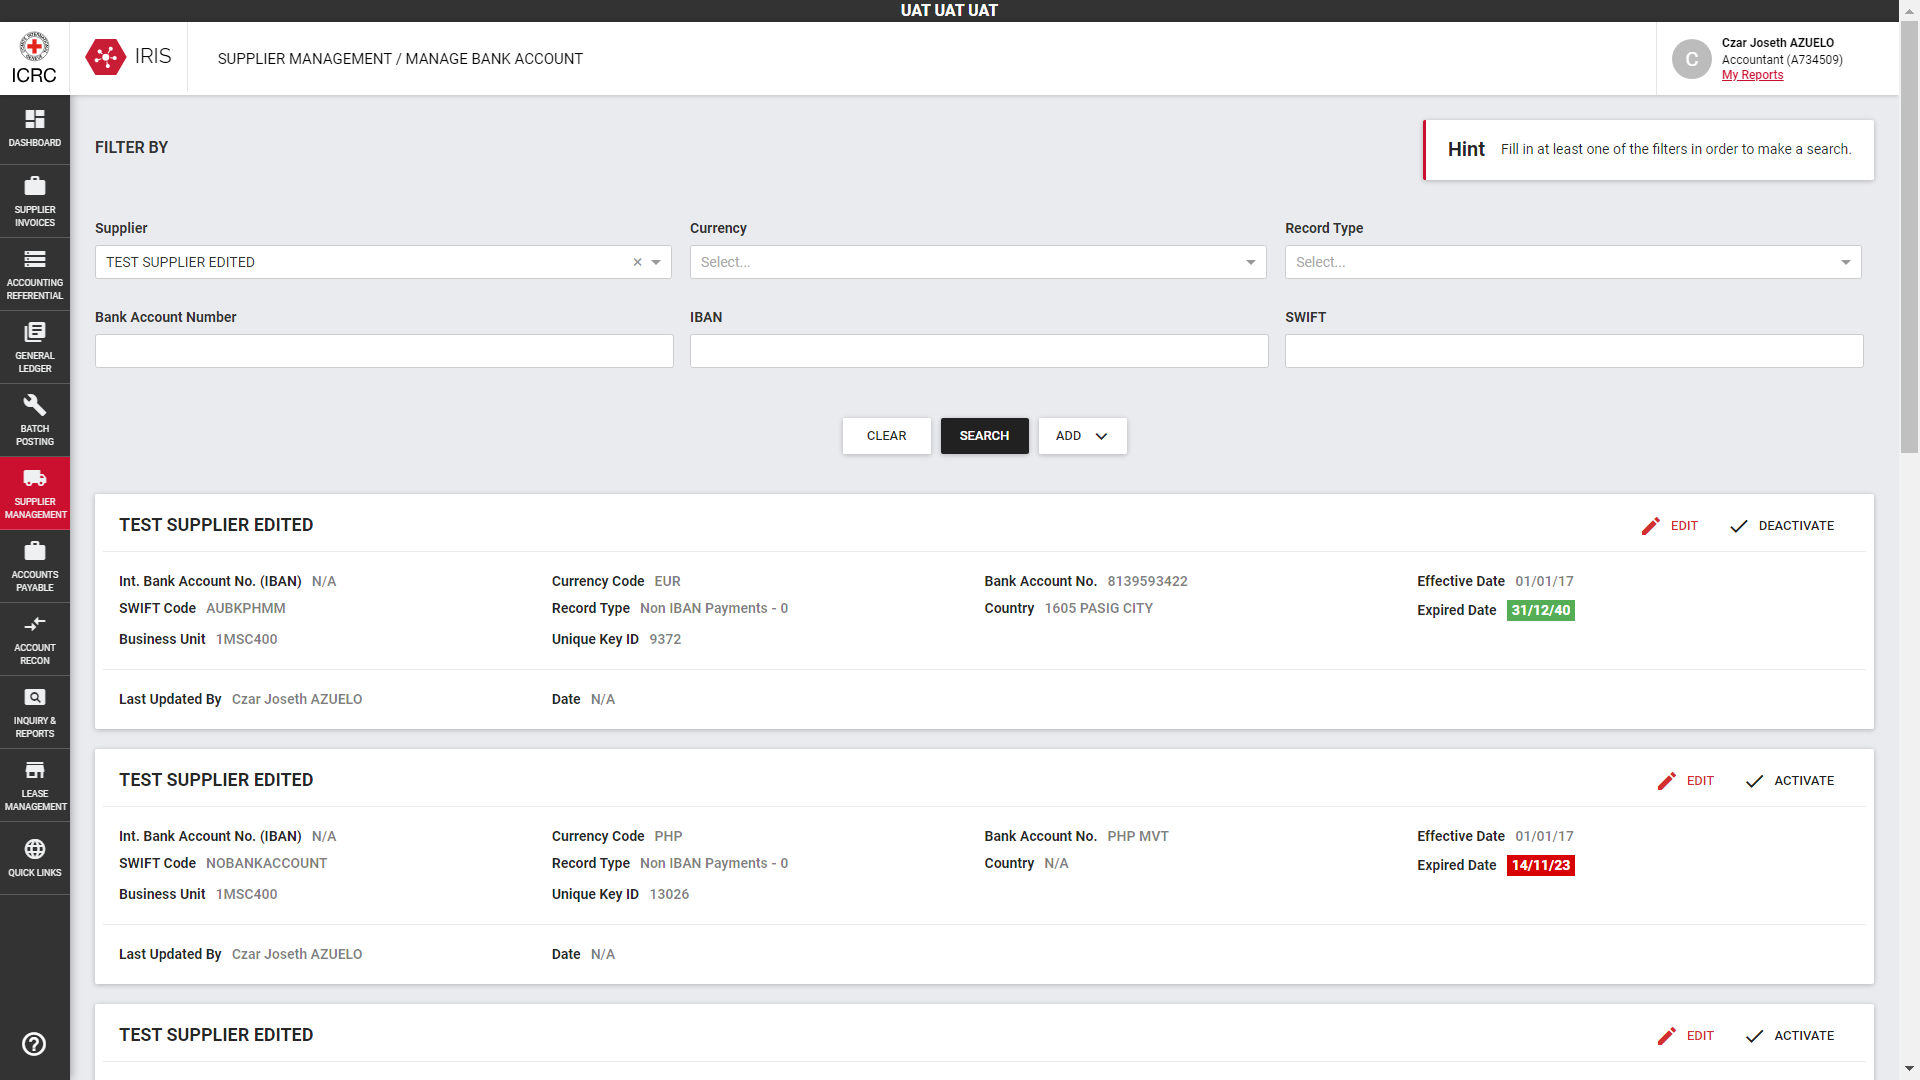 UAT UAT UAT
ICRC
IRIS
SUPPLIER MANAGEMENT / MANAGE BANK ACCOUNT
C
Czar Joseth AZUELO
Accountant (A734509)
My Reports
DASHBOARD
SUPPLIER
INVOICES
ACCOUNTING
REFERENTIAL
GENERAL
LEDGER
BATCH
POSTING
SUPPLIER
MANAGEMENT
ACCOUNTS
PAYABLE
ACCOUNT
RECON
INQUIRY &
REPORTS
LEASE
MANAGEMENT
QUICK LINKS
FILTER BY
Hint Fill in at least one of the filters in order to make a search.
Supplier Currency Record Type
TEST SUPPLIER EDITED Select... Select...
Bank Account Number IBAN SWIFT
CLEAR SEARCH ADD
TEST SUPPLIER EDITED EDIT DEACTIVATE
Int. Bank Account No. (IBAN) N/A Currency Code EUR Bank Account No. 8139593422 Effective Date 01/01/17
SWIFT Code AUBKPHMM Record Type Non IBAN Payments - 0 Country 1605 PASIG CITY Expired Date 31/12/40
Business Unit 1MSC400 Unique Key ID 9372
Last Updated By Czar Joseth AZUELO Date N/A
TEST SUPPLIER EDITED EDIT ACTIVATE
Int. Bank Account No. (IBAN) N/A Currency Code PHP Bank Account No. PHP MVT Effective Date 01/01/17
SWIFT Code NOBANKACCOUNT Record Type Non IBAN Payments - 0 Country N/A Expired Date 14/11/23
Business Unit 1MSC400 Unique Key ID 13026
Last Updated By Czar Joseth AZUELO Date N/A
TEST SUPPLIER EDITED EDIT ACTIVATE